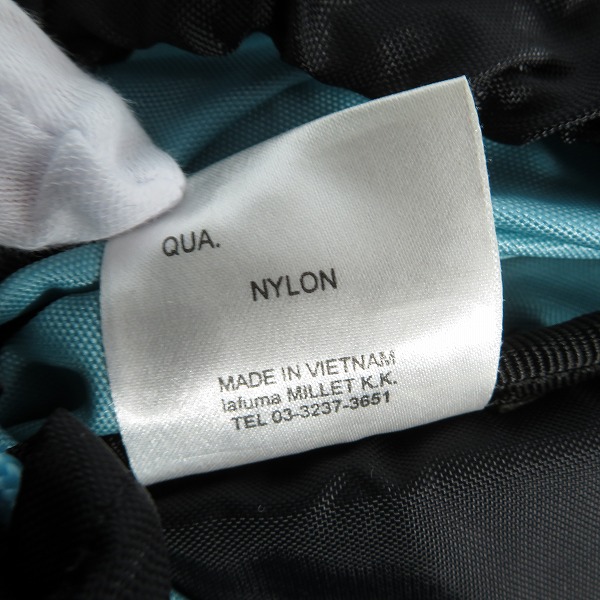 QUA.
NYLON
MADE IN VIETNAM
lafuma MILLET K.K.
TEL 03-3237-3651